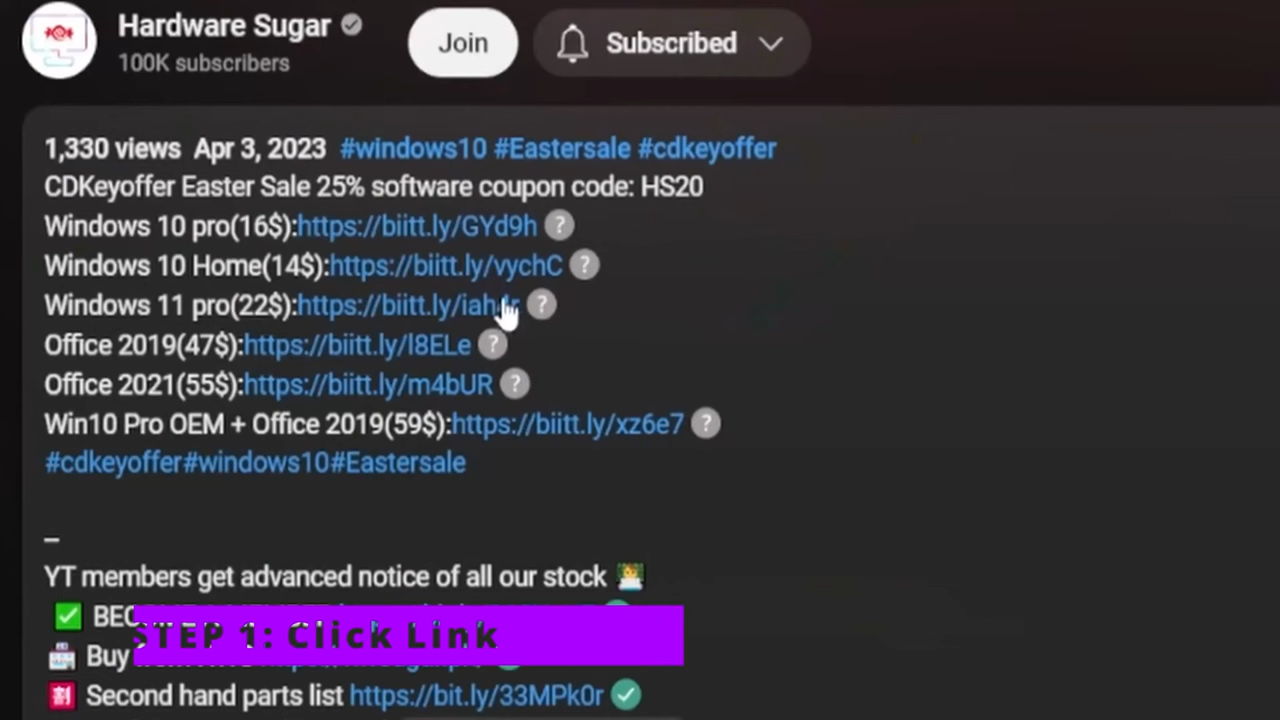 Hardware Sugar
100K subscribers
Join
Subscribed
1,330 views Apr 3, 2023 #windows10 #Eastersale #cdkeyoffer
CDKeyoffer Easter Sale 25% software coupon code: HS20
Windows 10 pro(16$):https://biitt.ly/GYd9h ?
Windows 10 Home(14$):https://biitt.ly/vychC ?
Windows 11 pro(22$): ?
Office 2019(47$):https://biitt.ly/l8ELe ?
Office 2021(55$):https://biitt.ly/m4bUR ?
Win10 Pro OEM + Office 2019(59$):https://biitt.ly/xz6e7 ?
#cdkeyoffer#windows10#Eastersale
–
YT members get advanced notice of all our stock
STEP 1: Click Link
Buy
割 Second hand parts list https://bit.ly/33MPk0r